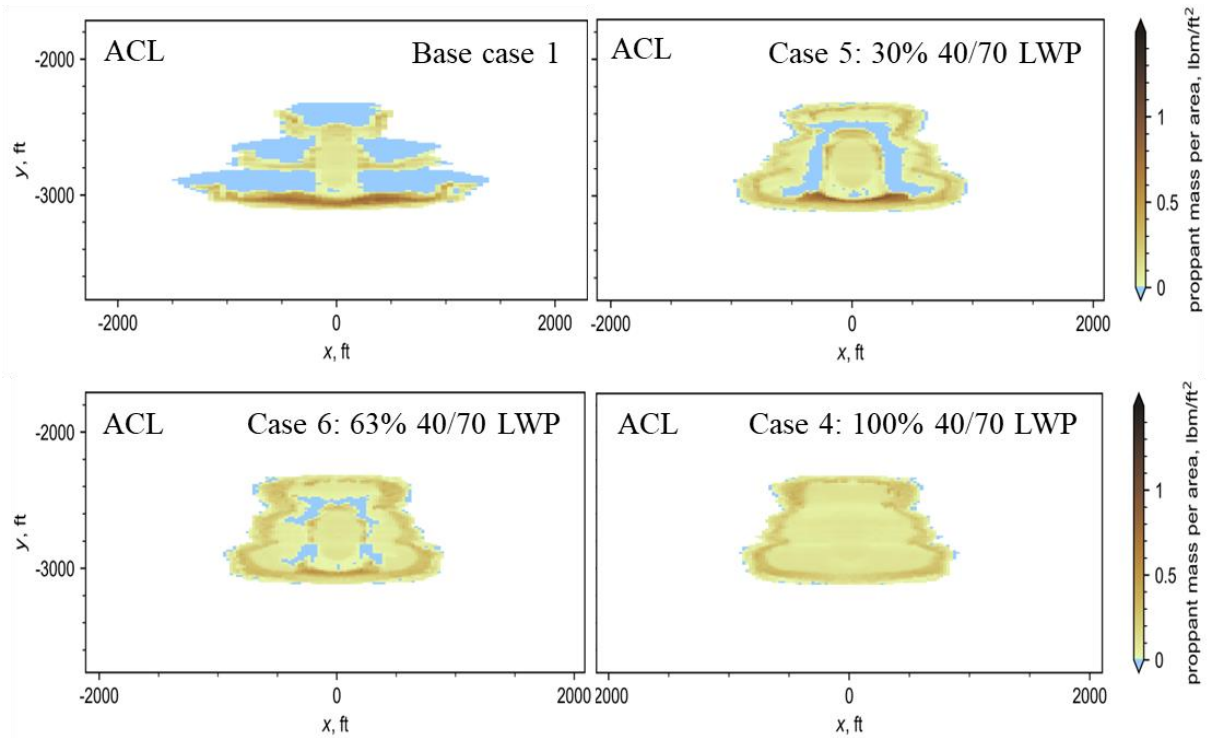 ACL
Base case 1
-2000
-3000
y, ft
-2000
0
2000
x, ft
ACL
Case 5: 30% 40/70 LWP
-2000
0
2000
x, ft
1
0.5
0
proppant mass per area, lbm/ft²
ACL
Case 6: 63% 40/70 LWP
-2000
-3000
y, ft
-2000
0
2000
x, ft
ACL
Case 4: 100% 40/70 LWP
-2000
0
2000
x, ft
1
0.5
0
proppant mass per area, lbm/ft²